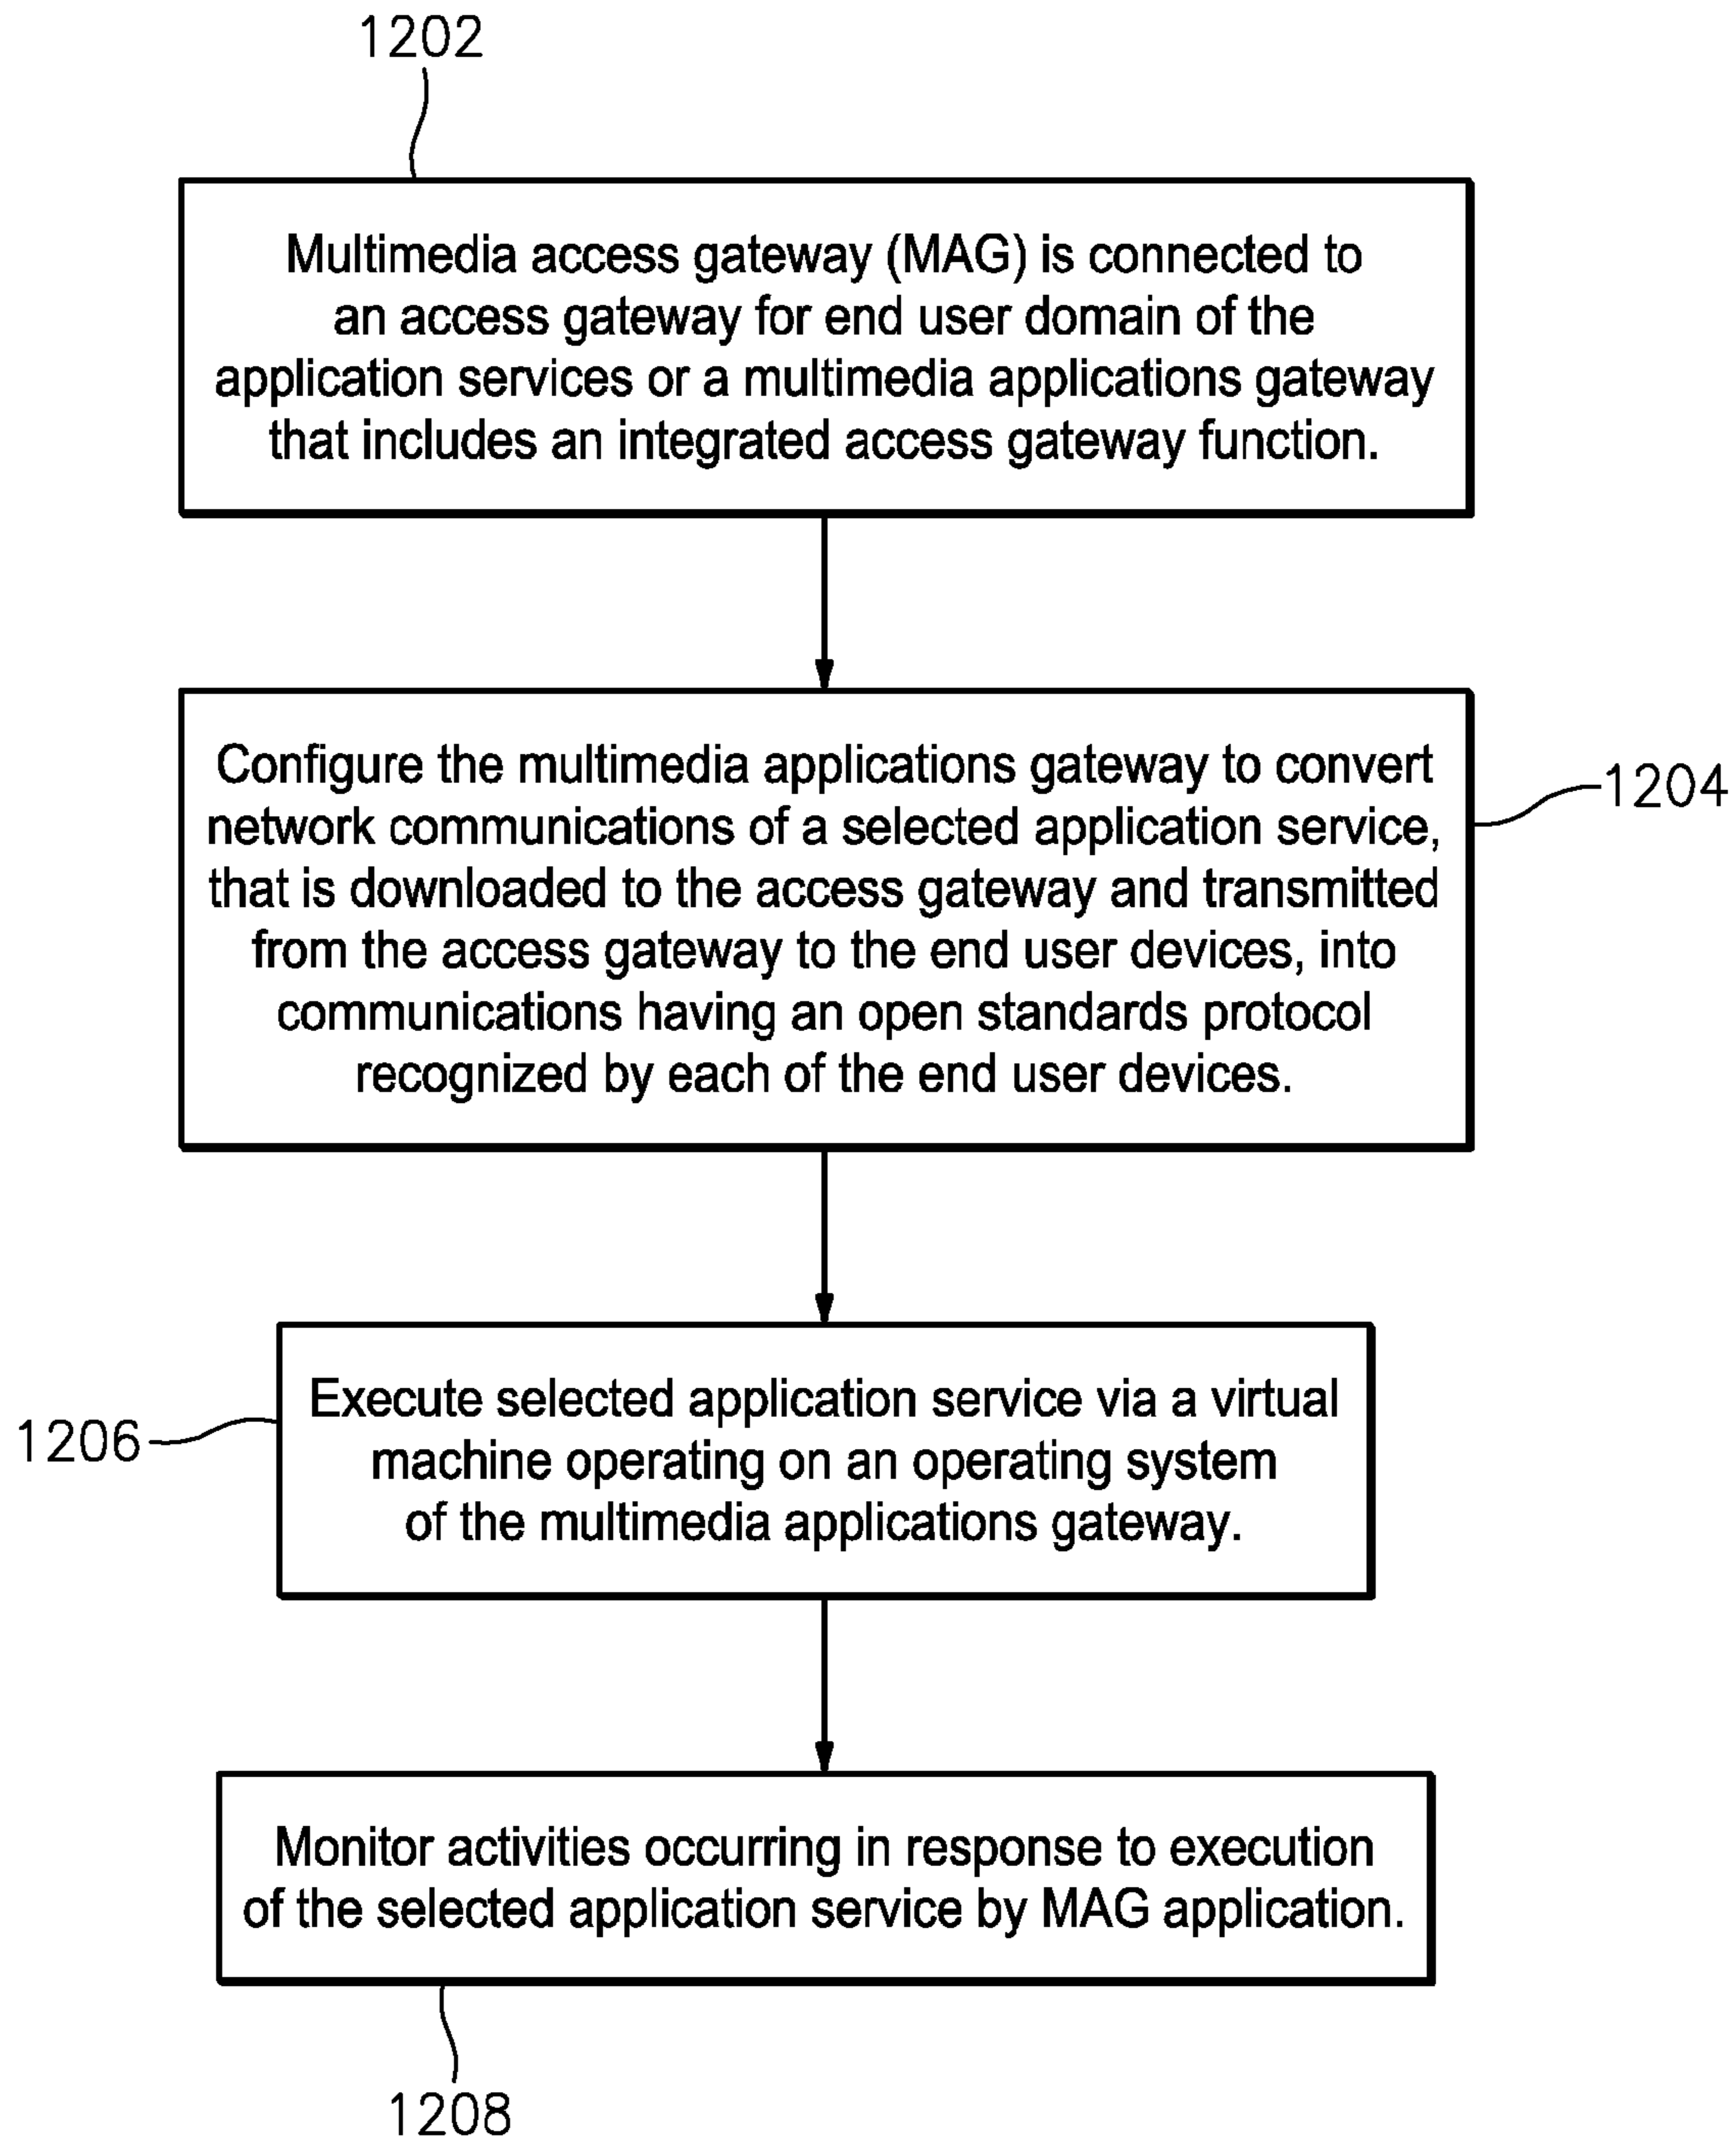 1202
Multimedia access gateway (MAG) is connected to
an access gateway for end user domain of the
application services or a multimedia applications gateway
that includes an integrated access gateway function.
Configure the multimedia applications gateway to convert
network communications of a selected application service,
that is downloaded to the access gateway and transmitted
from the access gateway to the end user devices, into
communications having an open standards protocol
recognized by each of the end user devices.
1204
Execute selected application service via a virtual
machine operating on an operating system
of the multimedia applications gateway.
1206
Monitor activities occurring in response to execution
of the selected application service by MAG application.
1208